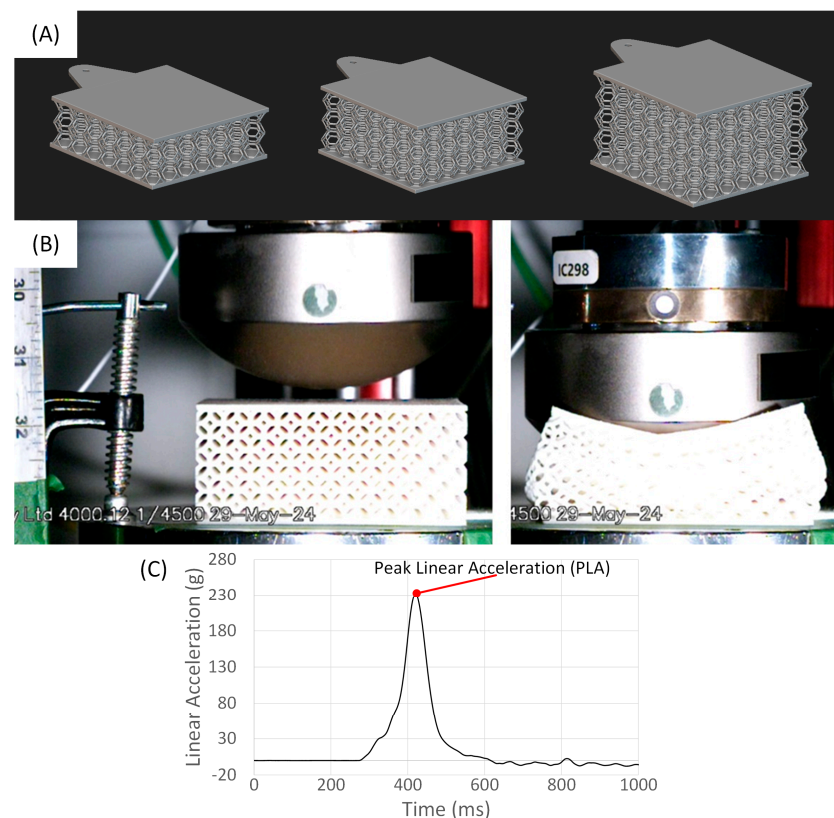 (A)
(B)
30
31
32
IC298
y Ltd 4000.12 1/4500 29-May-24
4500 29-May-24
(C)
Peak Linear Acceleration (PLA)
Linear Acceleration (g)
280
230
180
130
80
30
-20
0 200 400 600 800 1000
Time (ms)